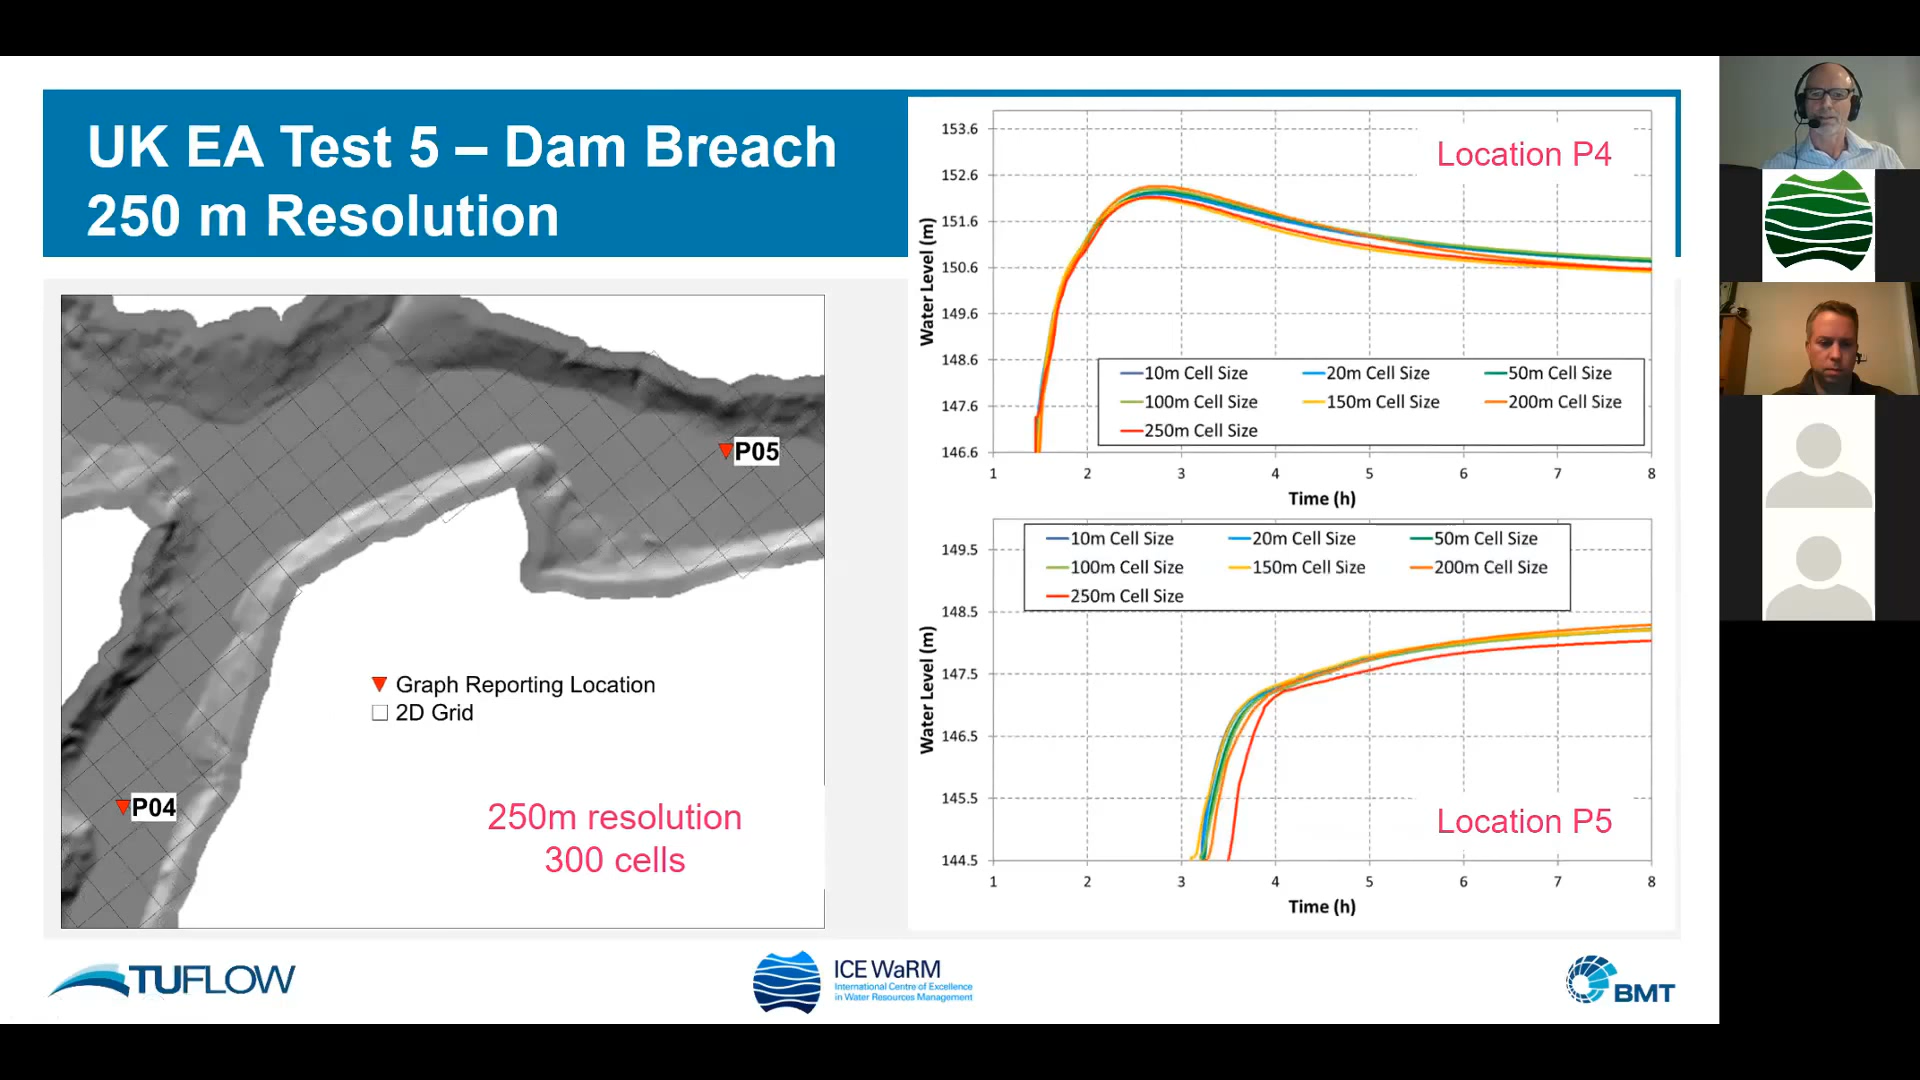 UK EA Test 5 – Dam Breach
250 m Resolution
P05
P04
Graph Reporting Location
2D Grid
250m resolution
300 cells
Location P4
Water Level (m)
153.6
152.6
151.6
150.6
149.6
148.6
147.6
146.6
10m Cell Size
20m Cell Size
50m Cell Size
100m Cell Size
150m Cell Size
200m Cell Size
250m Cell Size
1 2 3 4 5 6 7 8
Time (h)
Water Level (m)
149.5
148.5
147.5
146.5
145.5
144.5
10m Cell Size
20m Cell Size
50m Cell Size
100m Cell Size
150m Cell Size
200m Cell Size
250m Cell Size
Location P5
1 2 3 4 5 6 7 8
Time (h)
TUFLOW
ICE WaRM
International Centre of Excellence
in Water Resources Management
BMT